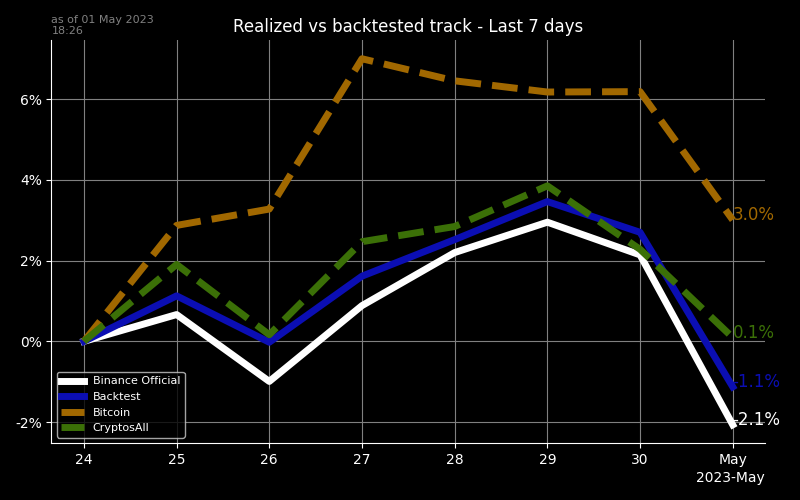 as of 01 May 2023
18:26
Realized vs backtested track - Last 7 days
6%
4%
2%
0%
-2%
3.0%
0.1%
-1.1%
-2.1%
Binance Official
Backtest
Bitcoin
CryptosAll
24 25 26 27 28 29 30 May
2023-May